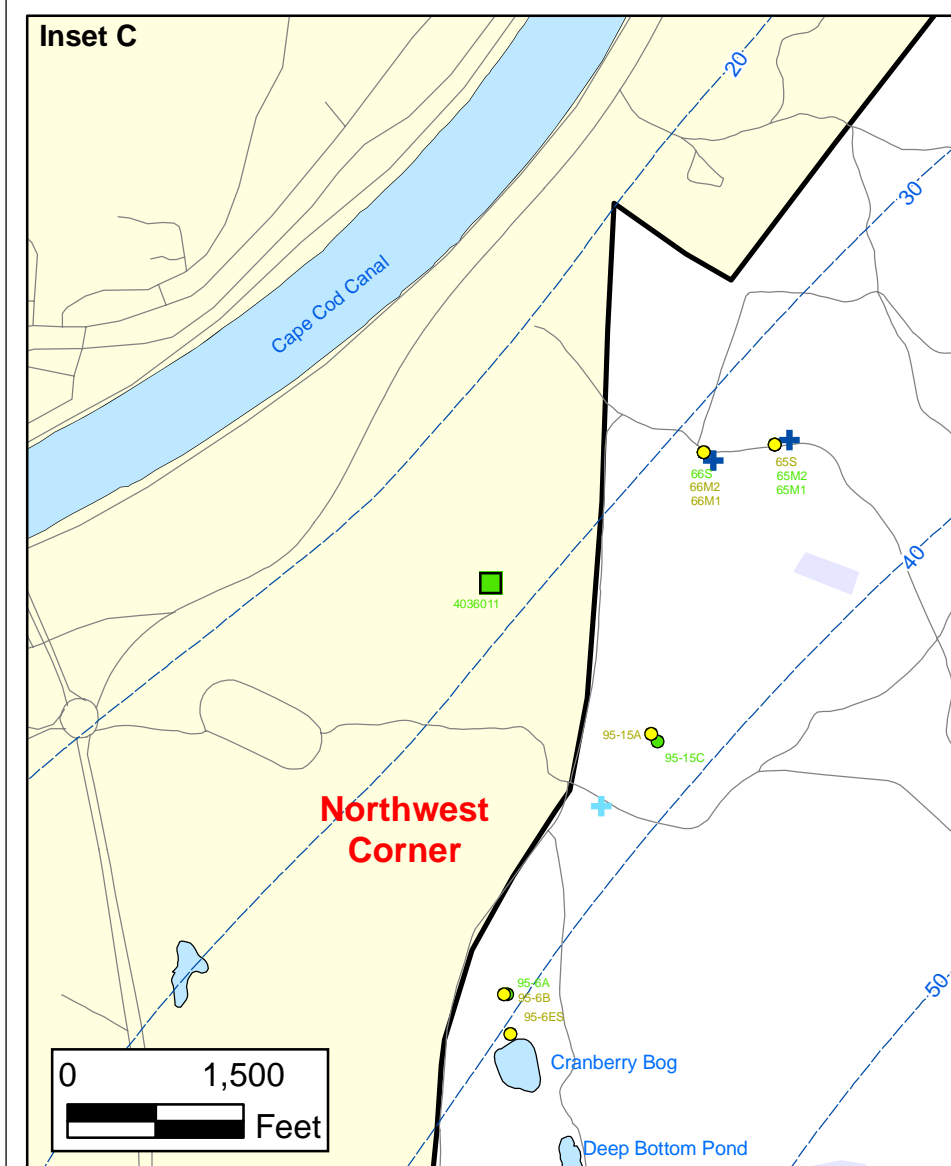 Inset C
20
30
Cape Cod Canal
66S
66M2
66M1
65S
65M2
65M1
40
4036011
95-15A
95-15C
Northwest
Corner
95-6A
95-6B
95-6ES
50
Cranberry Bog
Deep Bottom Pond
0 1,500
Feet